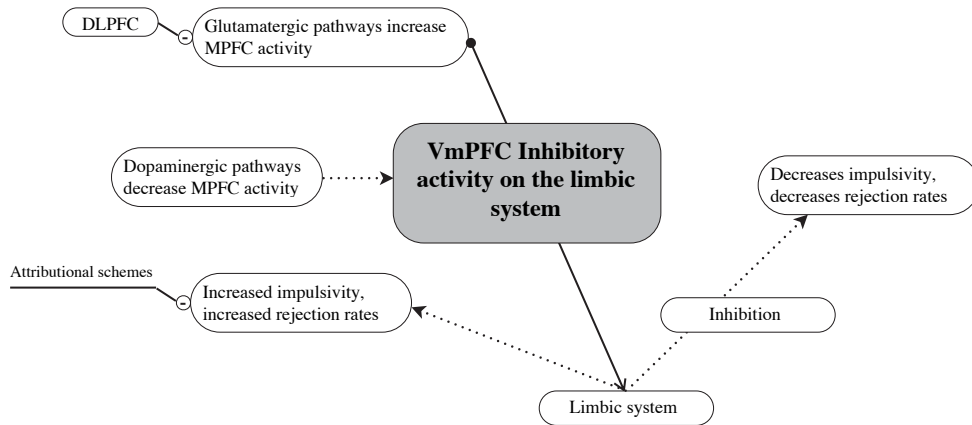 DLPFC
-
Glutamatergic pathways increase
MPFC activity
VmPFC Inhibitory
activity on the limbic
system
Dopaminergic pathways
decrease MPFC activity
Decreases impulsivity,
decreases rejection rates
Attributional schemes
-
Increased impulsivity,
increased rejection rates
Inhibition
Limbic system